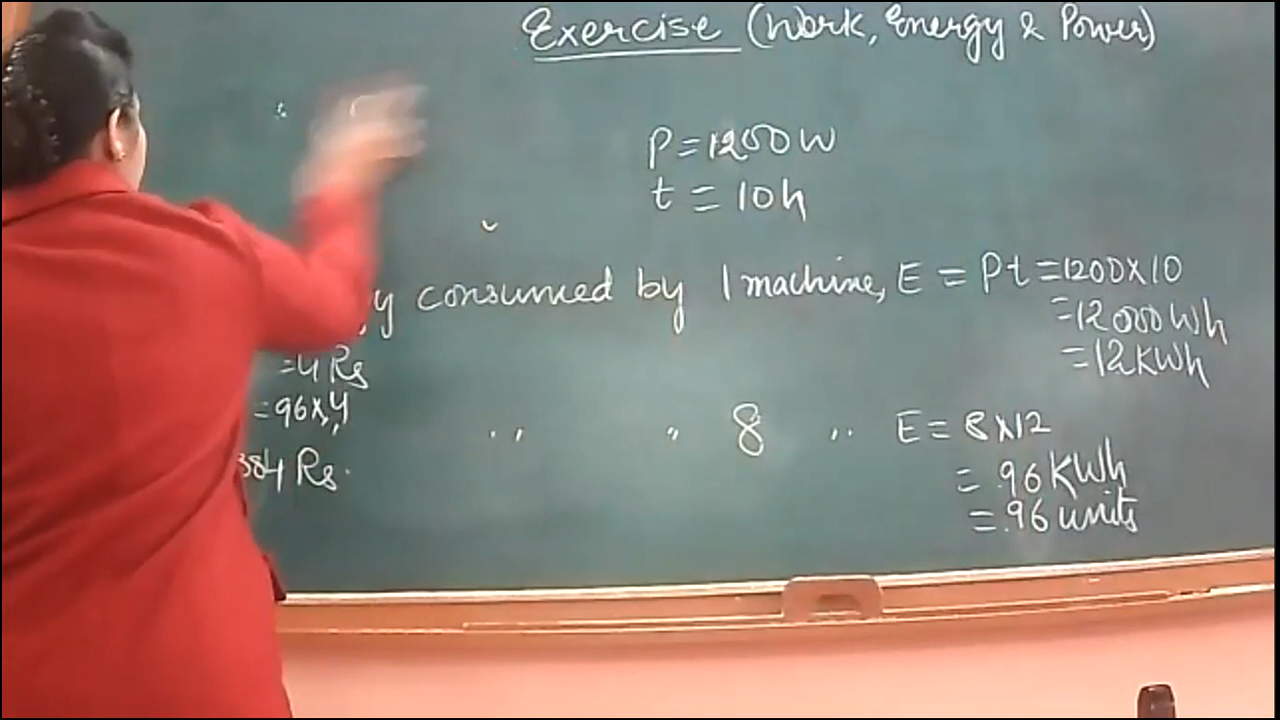 Exercise (Work, Energy & Power)
P = 1200 W
t = 10h
y consumed by 1 machine, E = Pt = 1200 X 10
= 12000 Wh
= 12 KWh
= 4 Rs
= 96 X 4
" " 8 " E = 8 X 12
384 Rs.
= 96 KWh
= 96 units